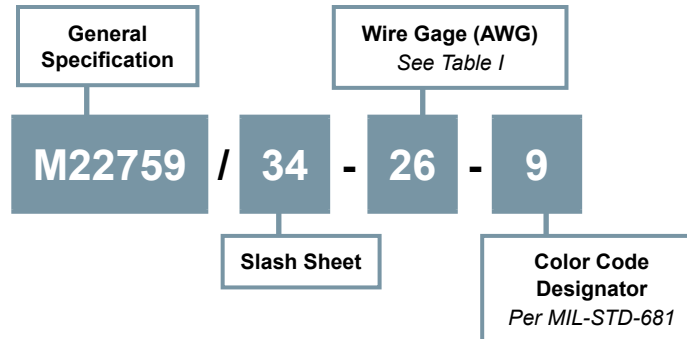 General
Specification
Wire Gage (AWG)
See Table I
M22759 / 34 - 26 - 9
Slash Sheet
Color Code
Designator
Per MIL-STD-681